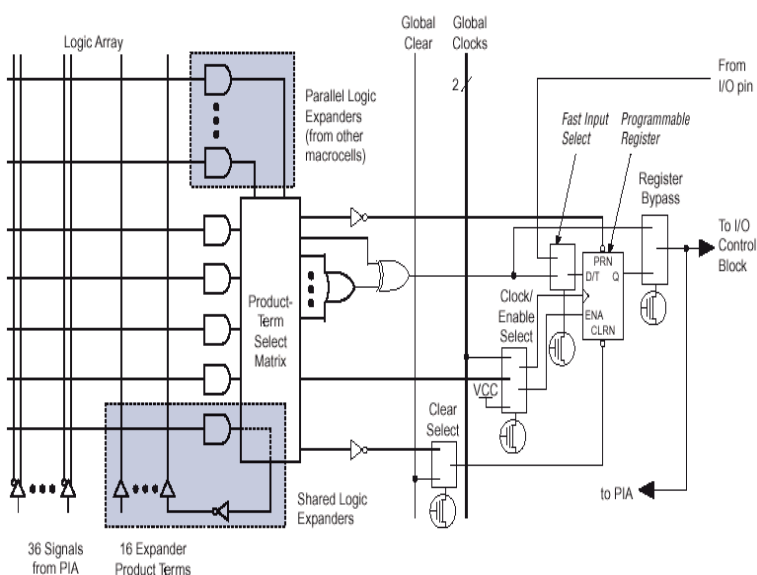 Logic Array
Global
Clear
Global
Clocks
2
From
I/O pin
Parallel Logic
Expanders
(from other
macrocells)
Fast Input
Select
Programmable
Register
Register
Bypass
To I/O
Control
Block
PRN
D/T Q
ENA
CLRN
Product-
Term
Select
Matrix
Clock/
Enable
Select
VCC
Clear
Select
Shared Logic
Expanders
to PIA
36 Signals
from PIA
16 Expander
Product Terms